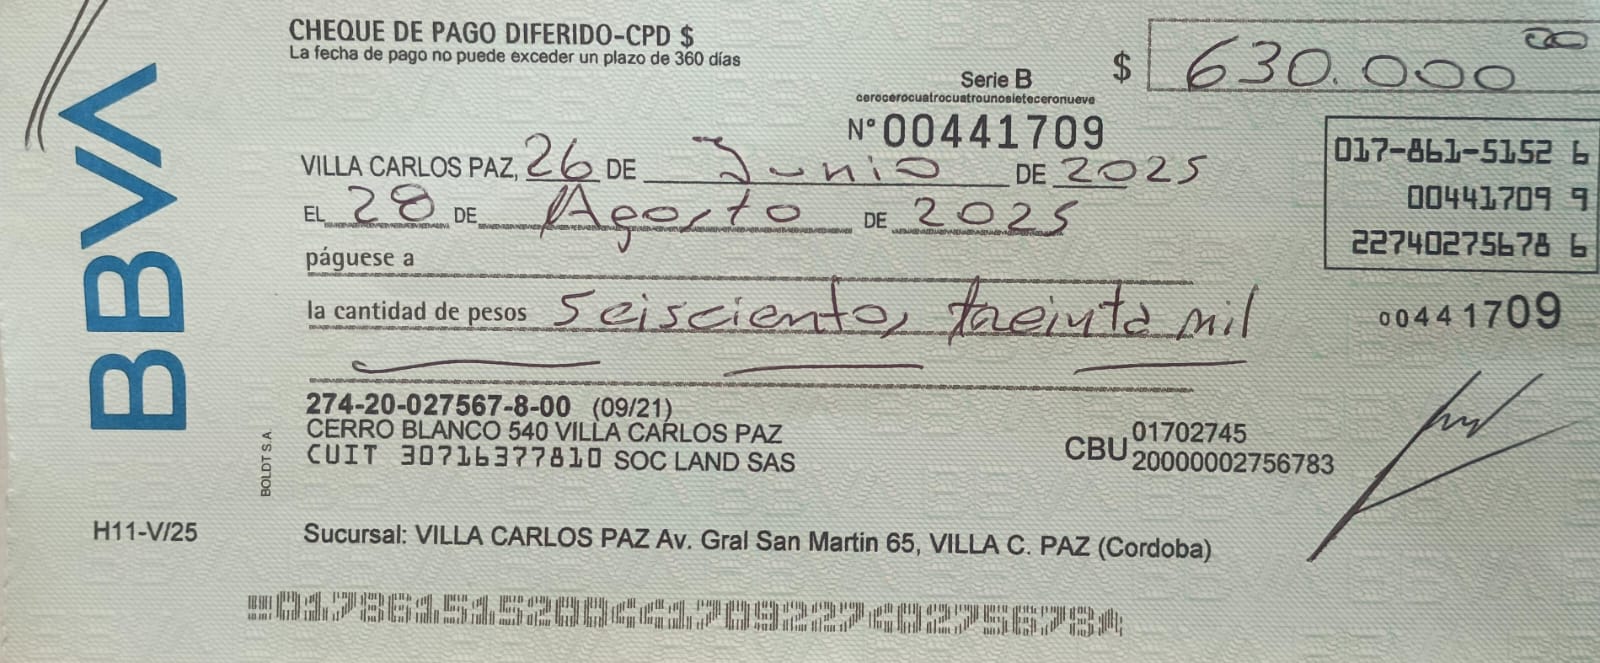 BBVA
CHEQUE DE PAGO DIFERIDO-CPD $
La fecha de pago no puede exceder un plazo de 360 días
$ 630.000 00
Serie B
cerocerocuatrocuatrounosieteceronueve
N° 00441709
VILLA CARLOS PAZ, 26 DE Junio DE 2025
EL 28 DE Agosto DE 2025
páguese a
la cantidad de pesos Seiscientos treinta mil
017-861-5152 6
00441709 9
22740275678 6
00441709
274-20-027567-8-00 (09/21)
CERRO BLANCO 540 VILLA CARLOS PAZ
CUIT 30716377810 SOC LAND SAS
CBU 01702745
20000002756783
BOLDT S.A.
H11-V/25
Sucursal: VILLA CARLOS PAZ Av. Gral San Martin 65, VILLA C. PAZ (Cordoba)
01786151520044170922740275678